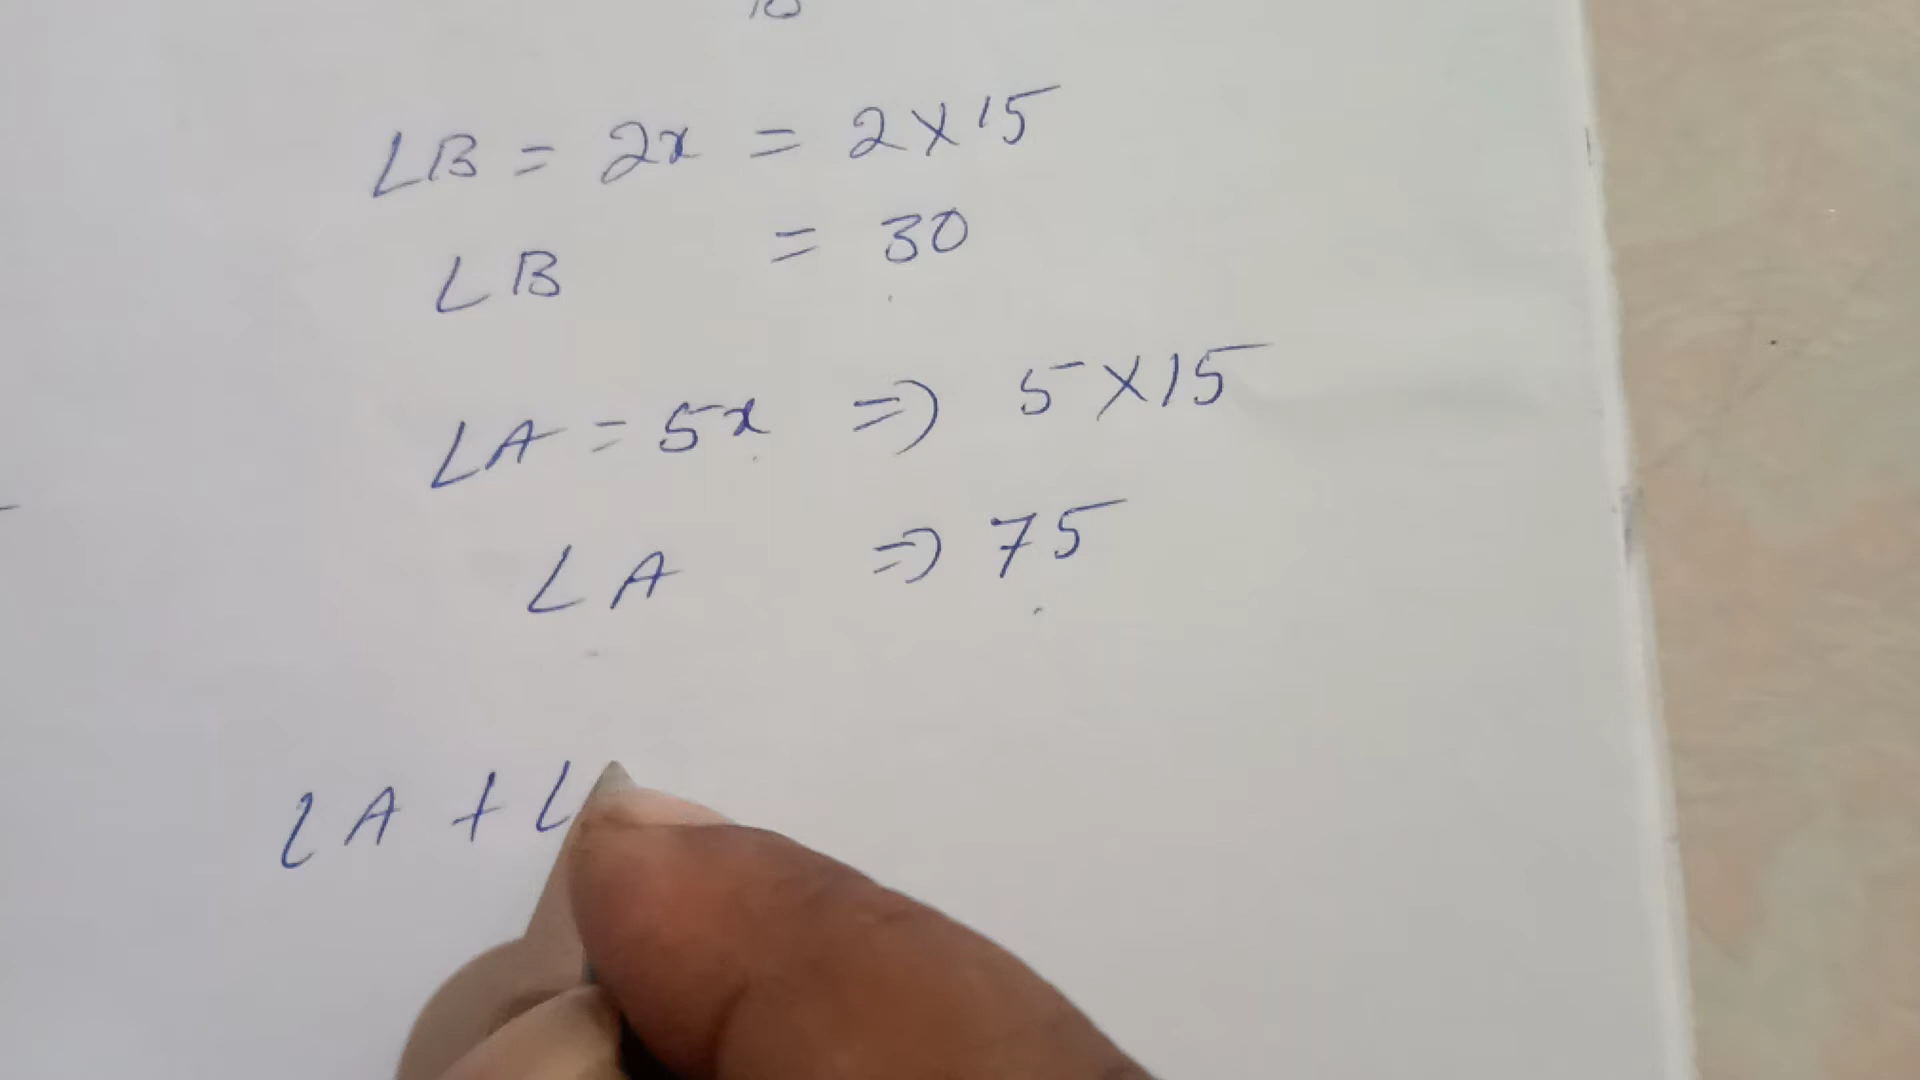 ∠B = 2x = 2×15
∠B = 30
∠A = 5x ⇒ 5×15
∠A ⇒ 75
∠A + ∠